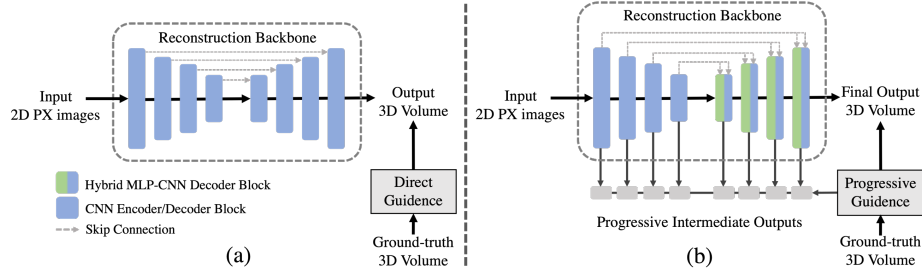 Reconstruction Backbone
Input
2D PX images
Output
3D Volume
Direct
Guidence
Ground-truth
3D Volume
Hybrid MLP-CNN Decoder Block
CNN Encoder/Decoder Block
Skip Connection
(a)
Reconstruction Backbone
Input
2D PX images
Final Output
3D Volume
Progressive
Guidence
Ground-truth
3D Volume
Progressive Intermediate Outputs
(b)